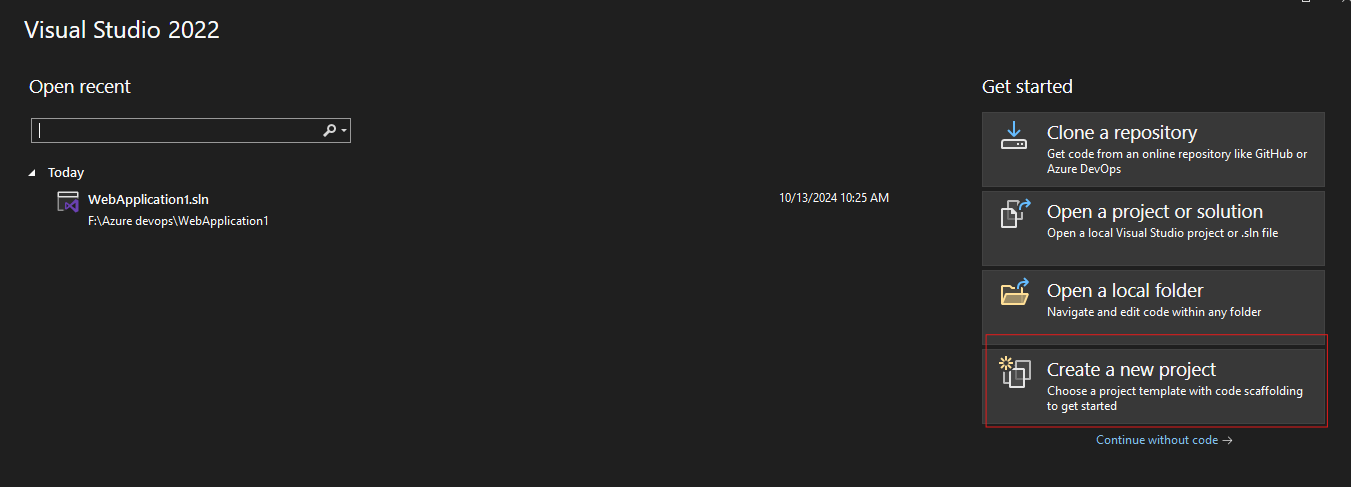 Visual Studio 2022
Open recent
Today
WebApplication1.sln
10/13/2024 10:25 AM
F:\Azure devops\WebApplication1
Get started
Clone a repository
Get code from an online repository like GitHub or
Azure DevOps
Open a project or solution
Open a local Visual Studio project or .sln file
Open a local folder
Navigate and edit code within any folder
Create a new project
Choose a project template with code scaffolding
to get started
Continue without code →